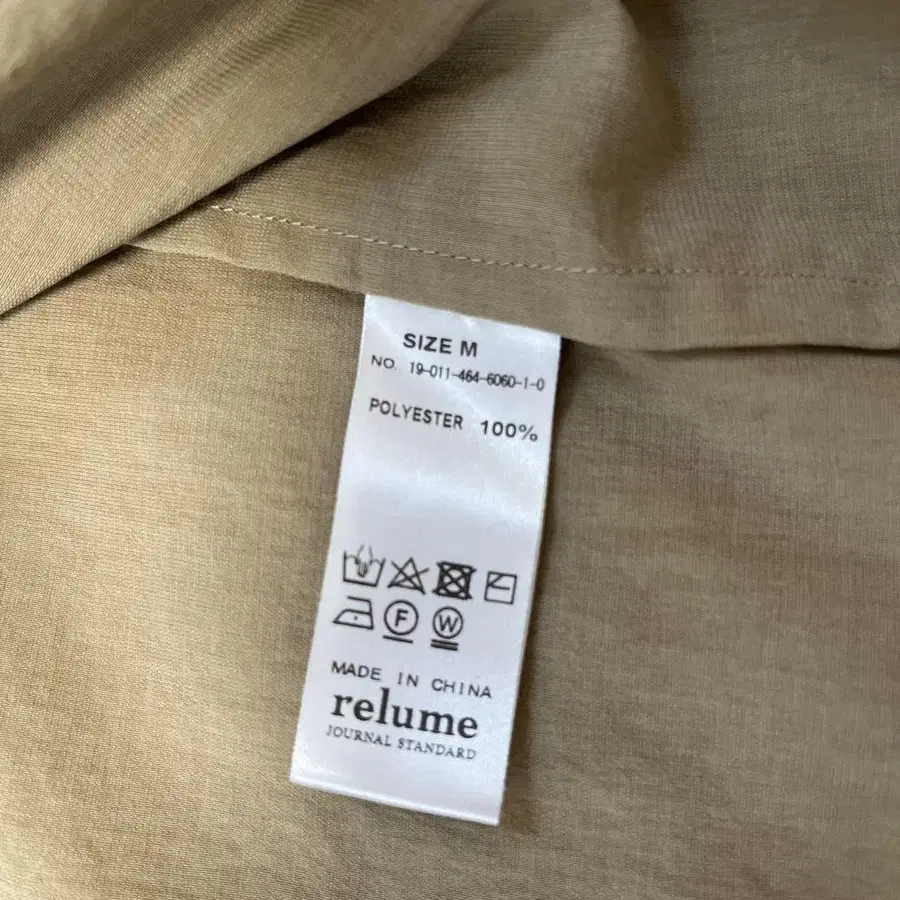 SIZE M
NO. 19-011-464-6060-1-0
POLYESTER 100%
F W
MADE IN CHINA
relume
JOURNAL STANDARD